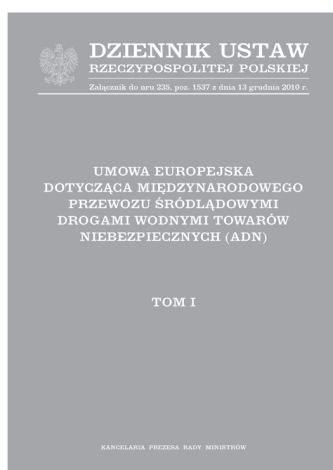 DZIENNIK USTAW
RZECZYPOSPOLITEJ POLSKIEJ
Załącznik do nru 235, poz. 1537 z dnia 13 grudnia 2010 r.
UMOWA EUROPEJSKA
DOTYCZĄCA MIĘDZYNARODOWEGO
PRZEWOZU ŚRÓDLĄDOWYMI
DROGAMI WODNYMI TOWARÓW
NIEBEZPIECZNYCH (ADN)
TOM I
KANCELARIA PREZESA RADY MINISTRÓW